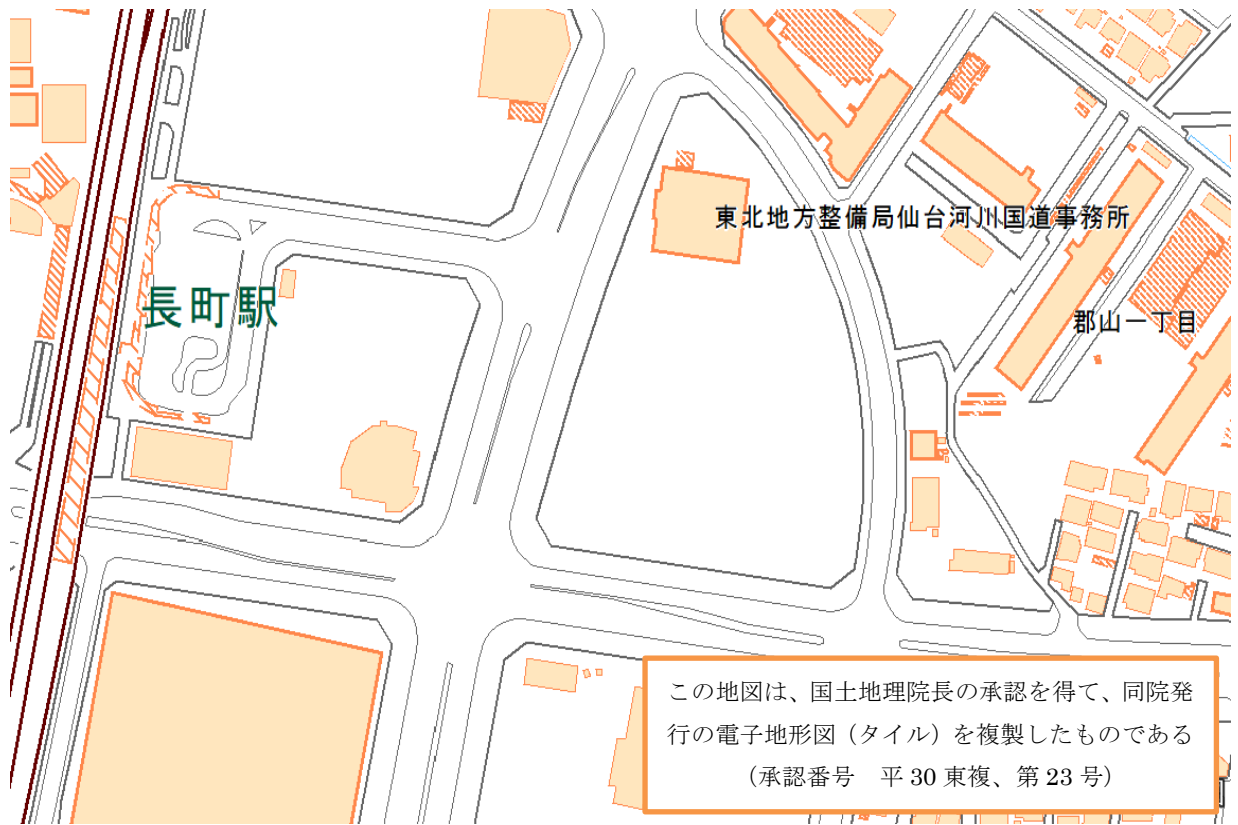 東北地方整備局仙台河川国道事務所
長町駅
郡山一丁目
この地図は、国土地理院長の承認を得て、同院発
行の電子地形図（タイル）を複製したものである
（承認番号　平 30 東複、第 23 号）